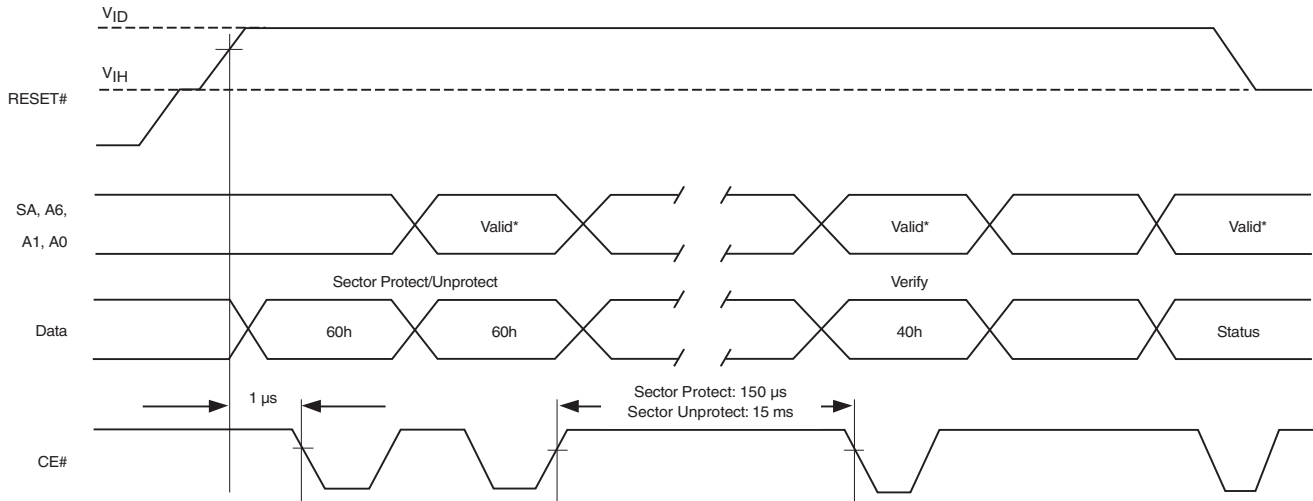 VID
VIH
RESET#
SA, A6,
A1, A0
Valid*
Valid*
Valid*
Sector Protect/Unprotect
Verify
Data
60h
60h
40h
Status
1 µs
Sector Protect: 150 µs
Sector Unprotect: 15 ms
CE#